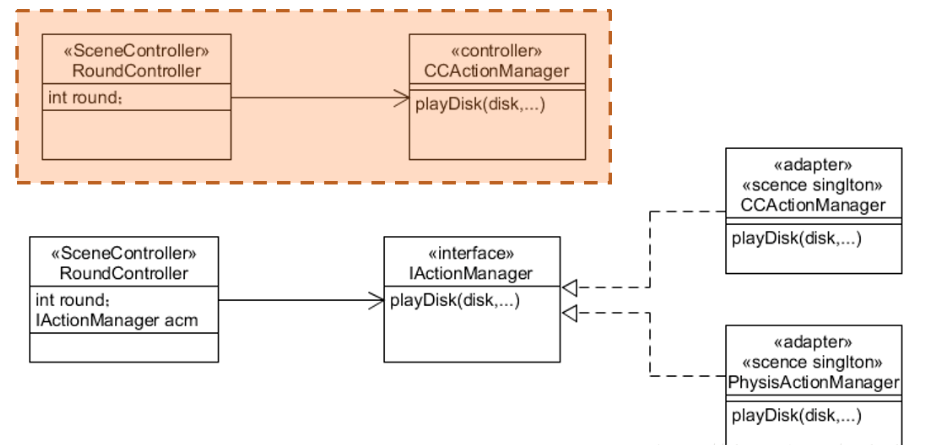 «SceneController»
RoundController
int round;
«controller»
CCActionManager
playDisk(disk,...)
«adapter»
«scence singlton»
CCActionManager
playDisk(disk,...)
«SceneController»
RoundController
int round;
IActionManager acm
«interface»
IActionManager
playDisk(disk,...)
«adapter»
«scence singlton»
PhysisActionManager
playDisk(disk,...)